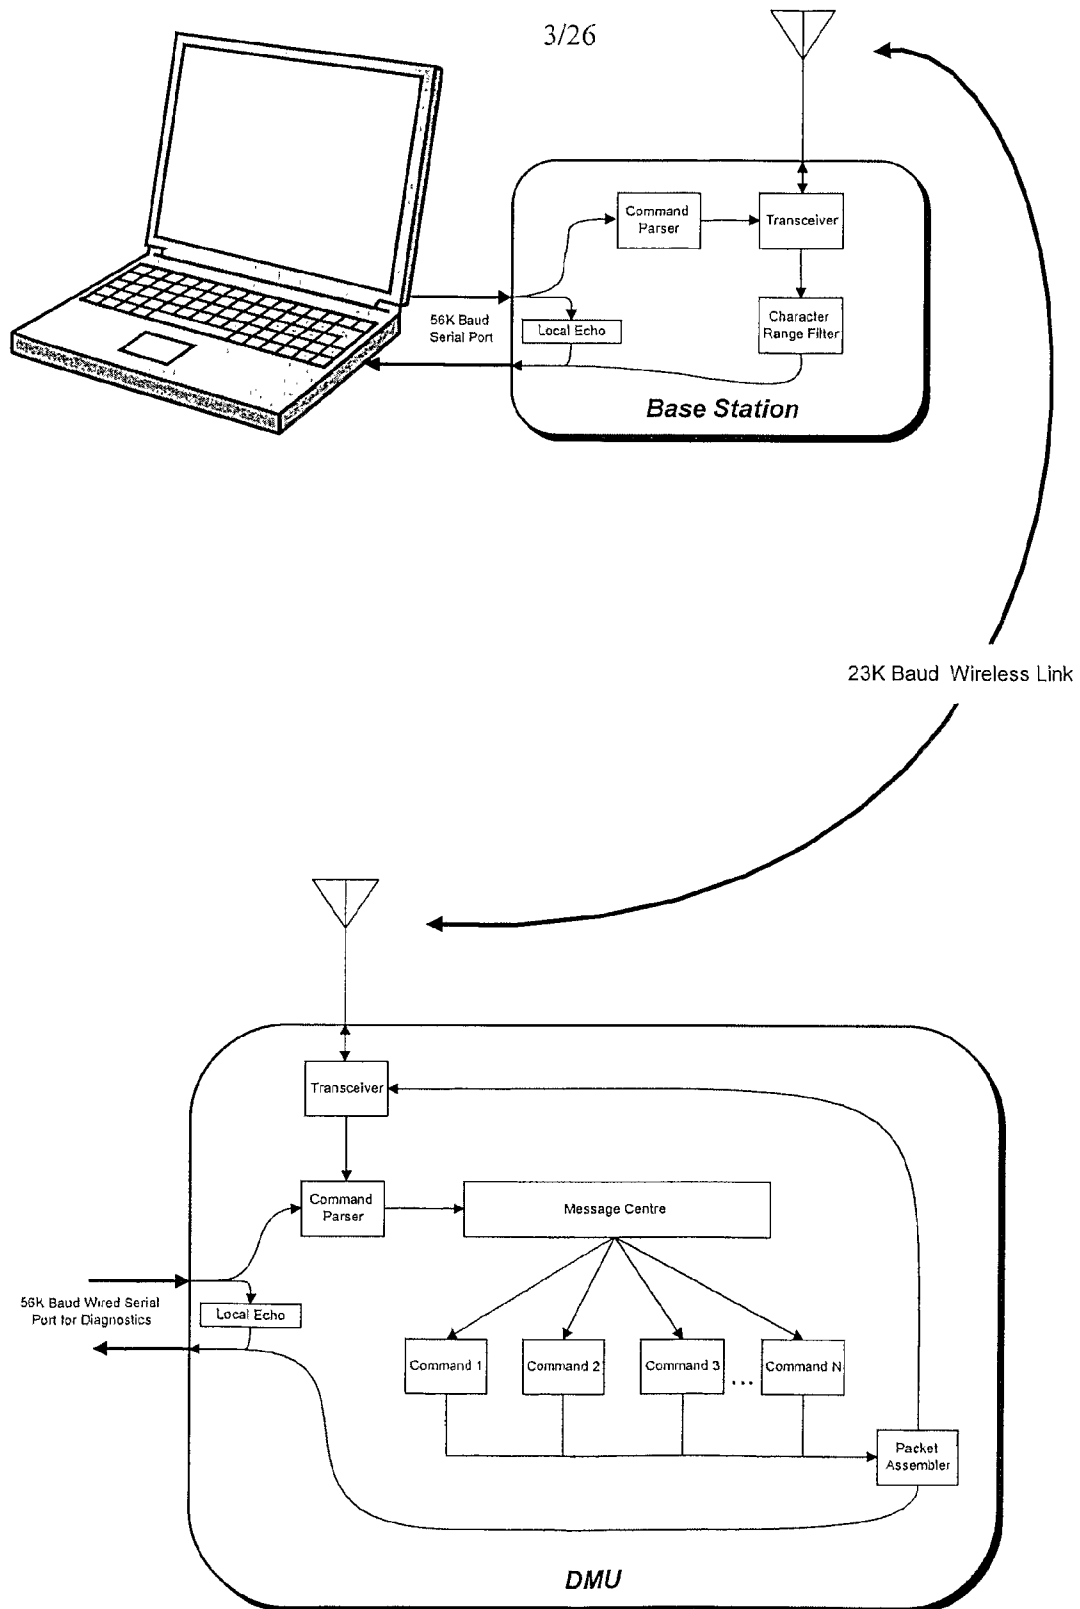 3/26
Command
Parser
Transceiver
56K Baud
Serial Port
Local Echo
Character
Range Filter
Base Station
23K Baud Wireless Link
Transceiver
Command
Parser
Message Centre
56K Baud Wired Serial
Port for Diagnostics
Local Echo
Command 1
Command 2
Command 3
...
Command N
Packet
Assembler
DMU